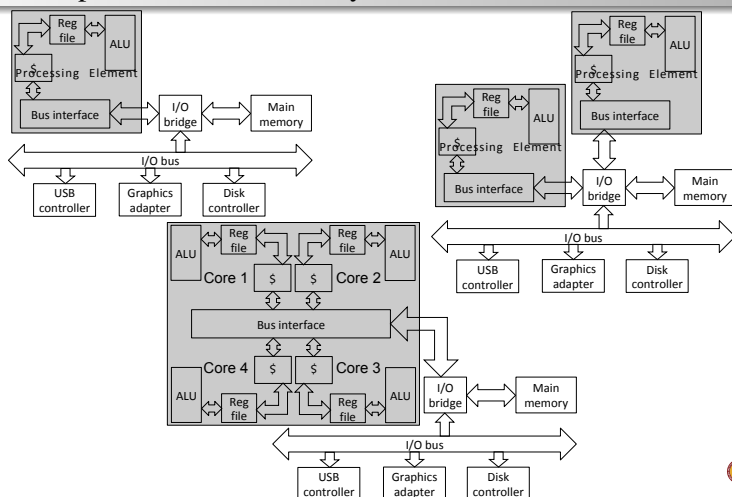 Reg
file
ALU
$
Processing Element
Bus interface
I/O
bridge
Main
memory
I/O bus
USB
controller
Graphics
adapter
Disk
controller
Reg
file
ALU
$
Processing Element
Bus interface
Reg
file
ALU
$
Processing Element
Bus interface
I/O
bridge
Main
memory
I/O bus
USB
controller
Graphics
adapter
Disk
controller
ALU
Reg
file
Reg
file
ALU
Core 1
$
$
Core 2
Bus interface
Core 4
$
$
Core 3
ALU
Reg
file
Reg
file
ALU
I/O
bridge
Main
memory
I/O bus
USB
controller
Graphics
adapter
Disk
controller